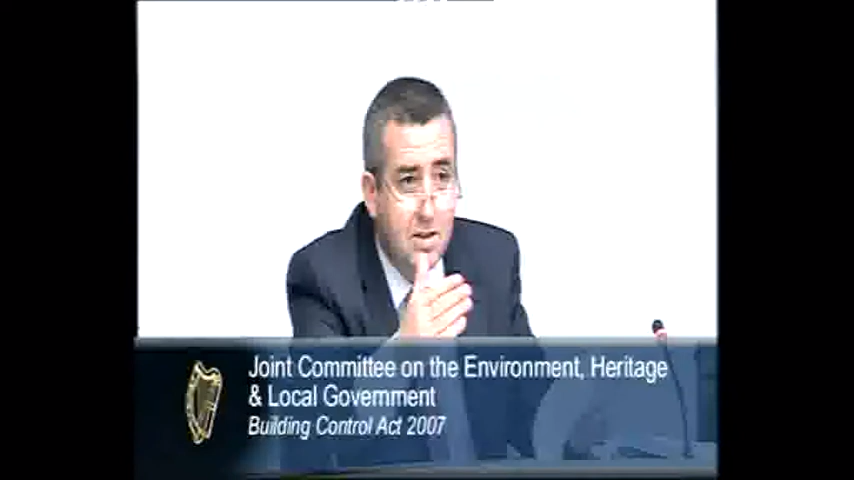 Joint Committee on the Environment, Heritage
& Local Government
Building Control Act 2007